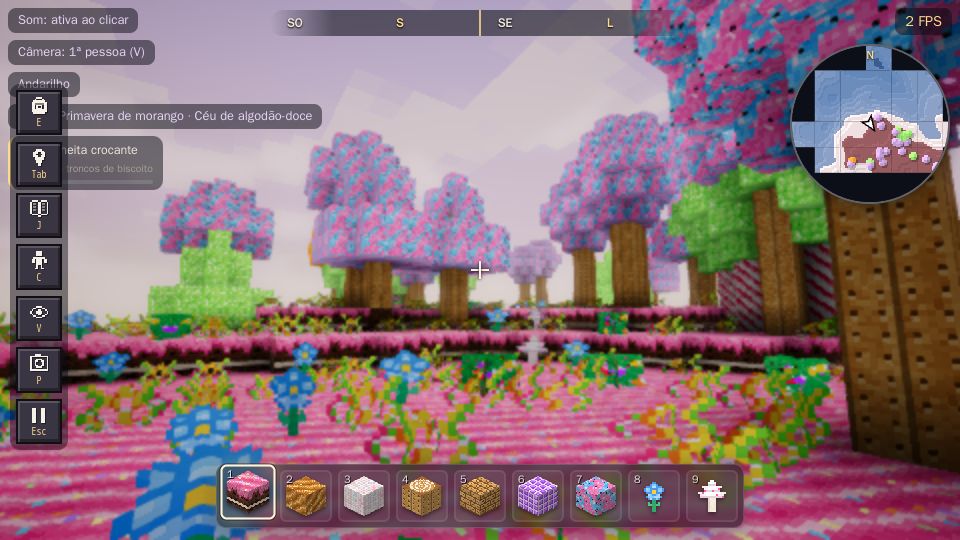 Som: ativa ao clicar
SO S SE L
2 FPS
Câmera: 1ª pessoa (V)
Andarilho
N
Primavera de morango · Céu de algodão-doce
crocante
troncos de biscoito
E
Tab
J
C
V
P
Esc
1 2 3 4 5 6 7 8 9